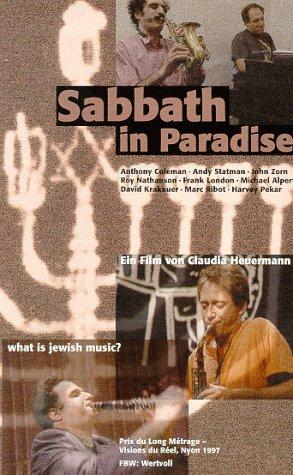 Sabbath
in Paradise
Anthony Coleman · Andy Statman · John Zorn
Roy Nathanson · Frank London · Michael Alper
David Krakauer · Marc Ribot · Harvey Pekar
Ein Film von Claudia Heuermann
what is jewish music?
Prix du Long Métrage –
Visions du Réel, Nyon 1997
FBW: Wertvoll